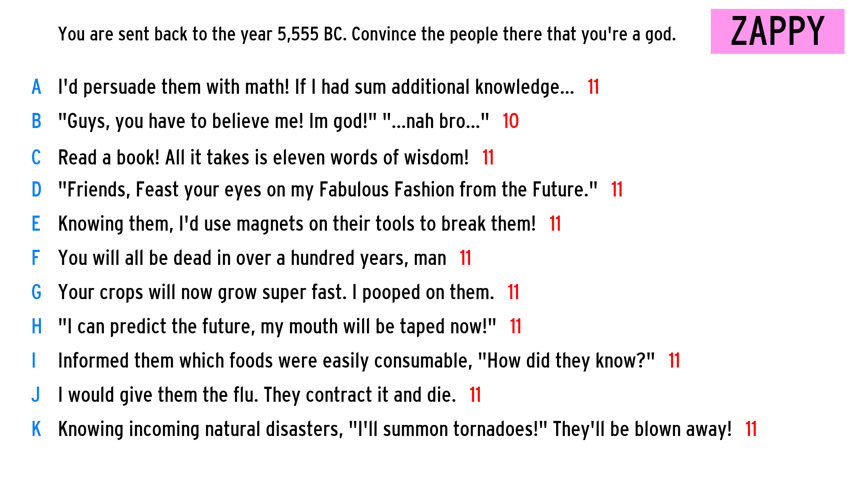 You are sent back to the year 5,555 BC. Convince the people there that you're a god. ZAPPY
A I'd persuade them with math! If I had sum additional knowledge... 11
B "Guys, you have to believe me! Im god!" "...nah bro..." 10
C Read a book! All it takes is eleven words of wisdom! 11
D "Friends, Feast your eyes on my Fabulous Fashion from the Future." 11
E Knowing them, I'd use magnets on their tools to break them! 11
F You will all be dead in over a hundred years, man 11
G Your crops will now grow super fast. I pooped on them. 11
H "I can predict the future, my mouth will be taped now!" 11
I Informed them which foods were easily consumable, "How did they know?" 11
J I would give them the flu. They contract it and die. 11
K Knowing incoming natural disasters, "I'll summon tornadoes!" They'll be blown away! 11